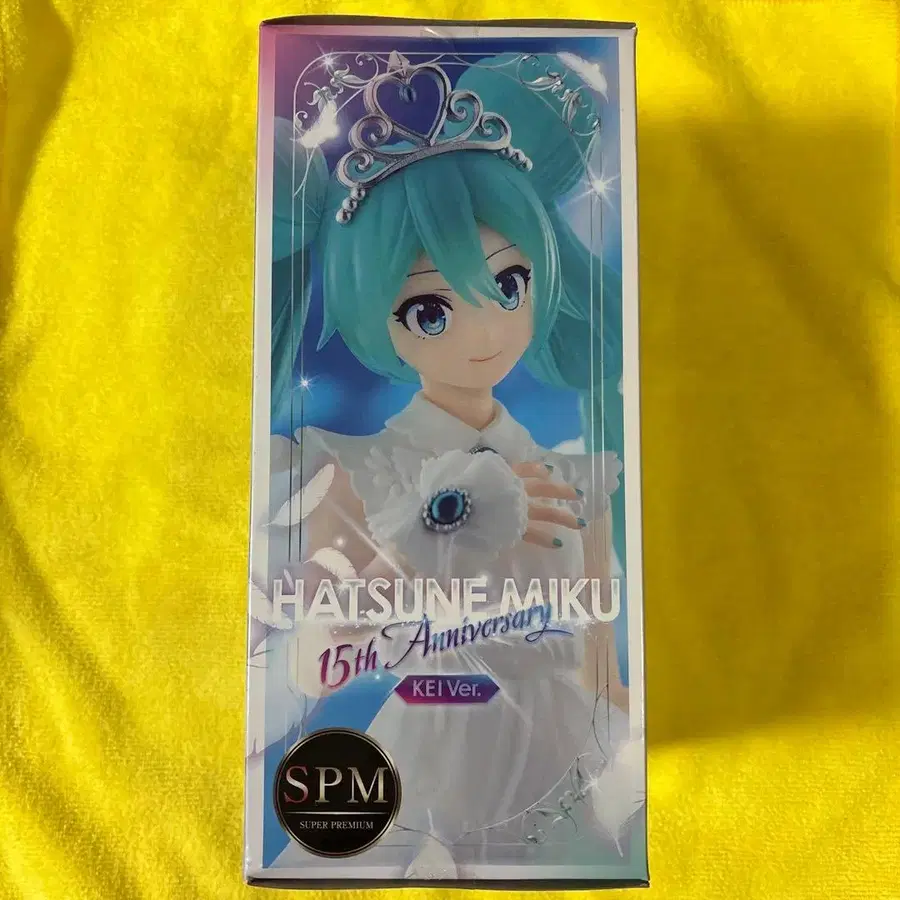 HATSUNE MIKU
15th Anniversary
KEI Ver.
SPM
SUPER PREMIUM